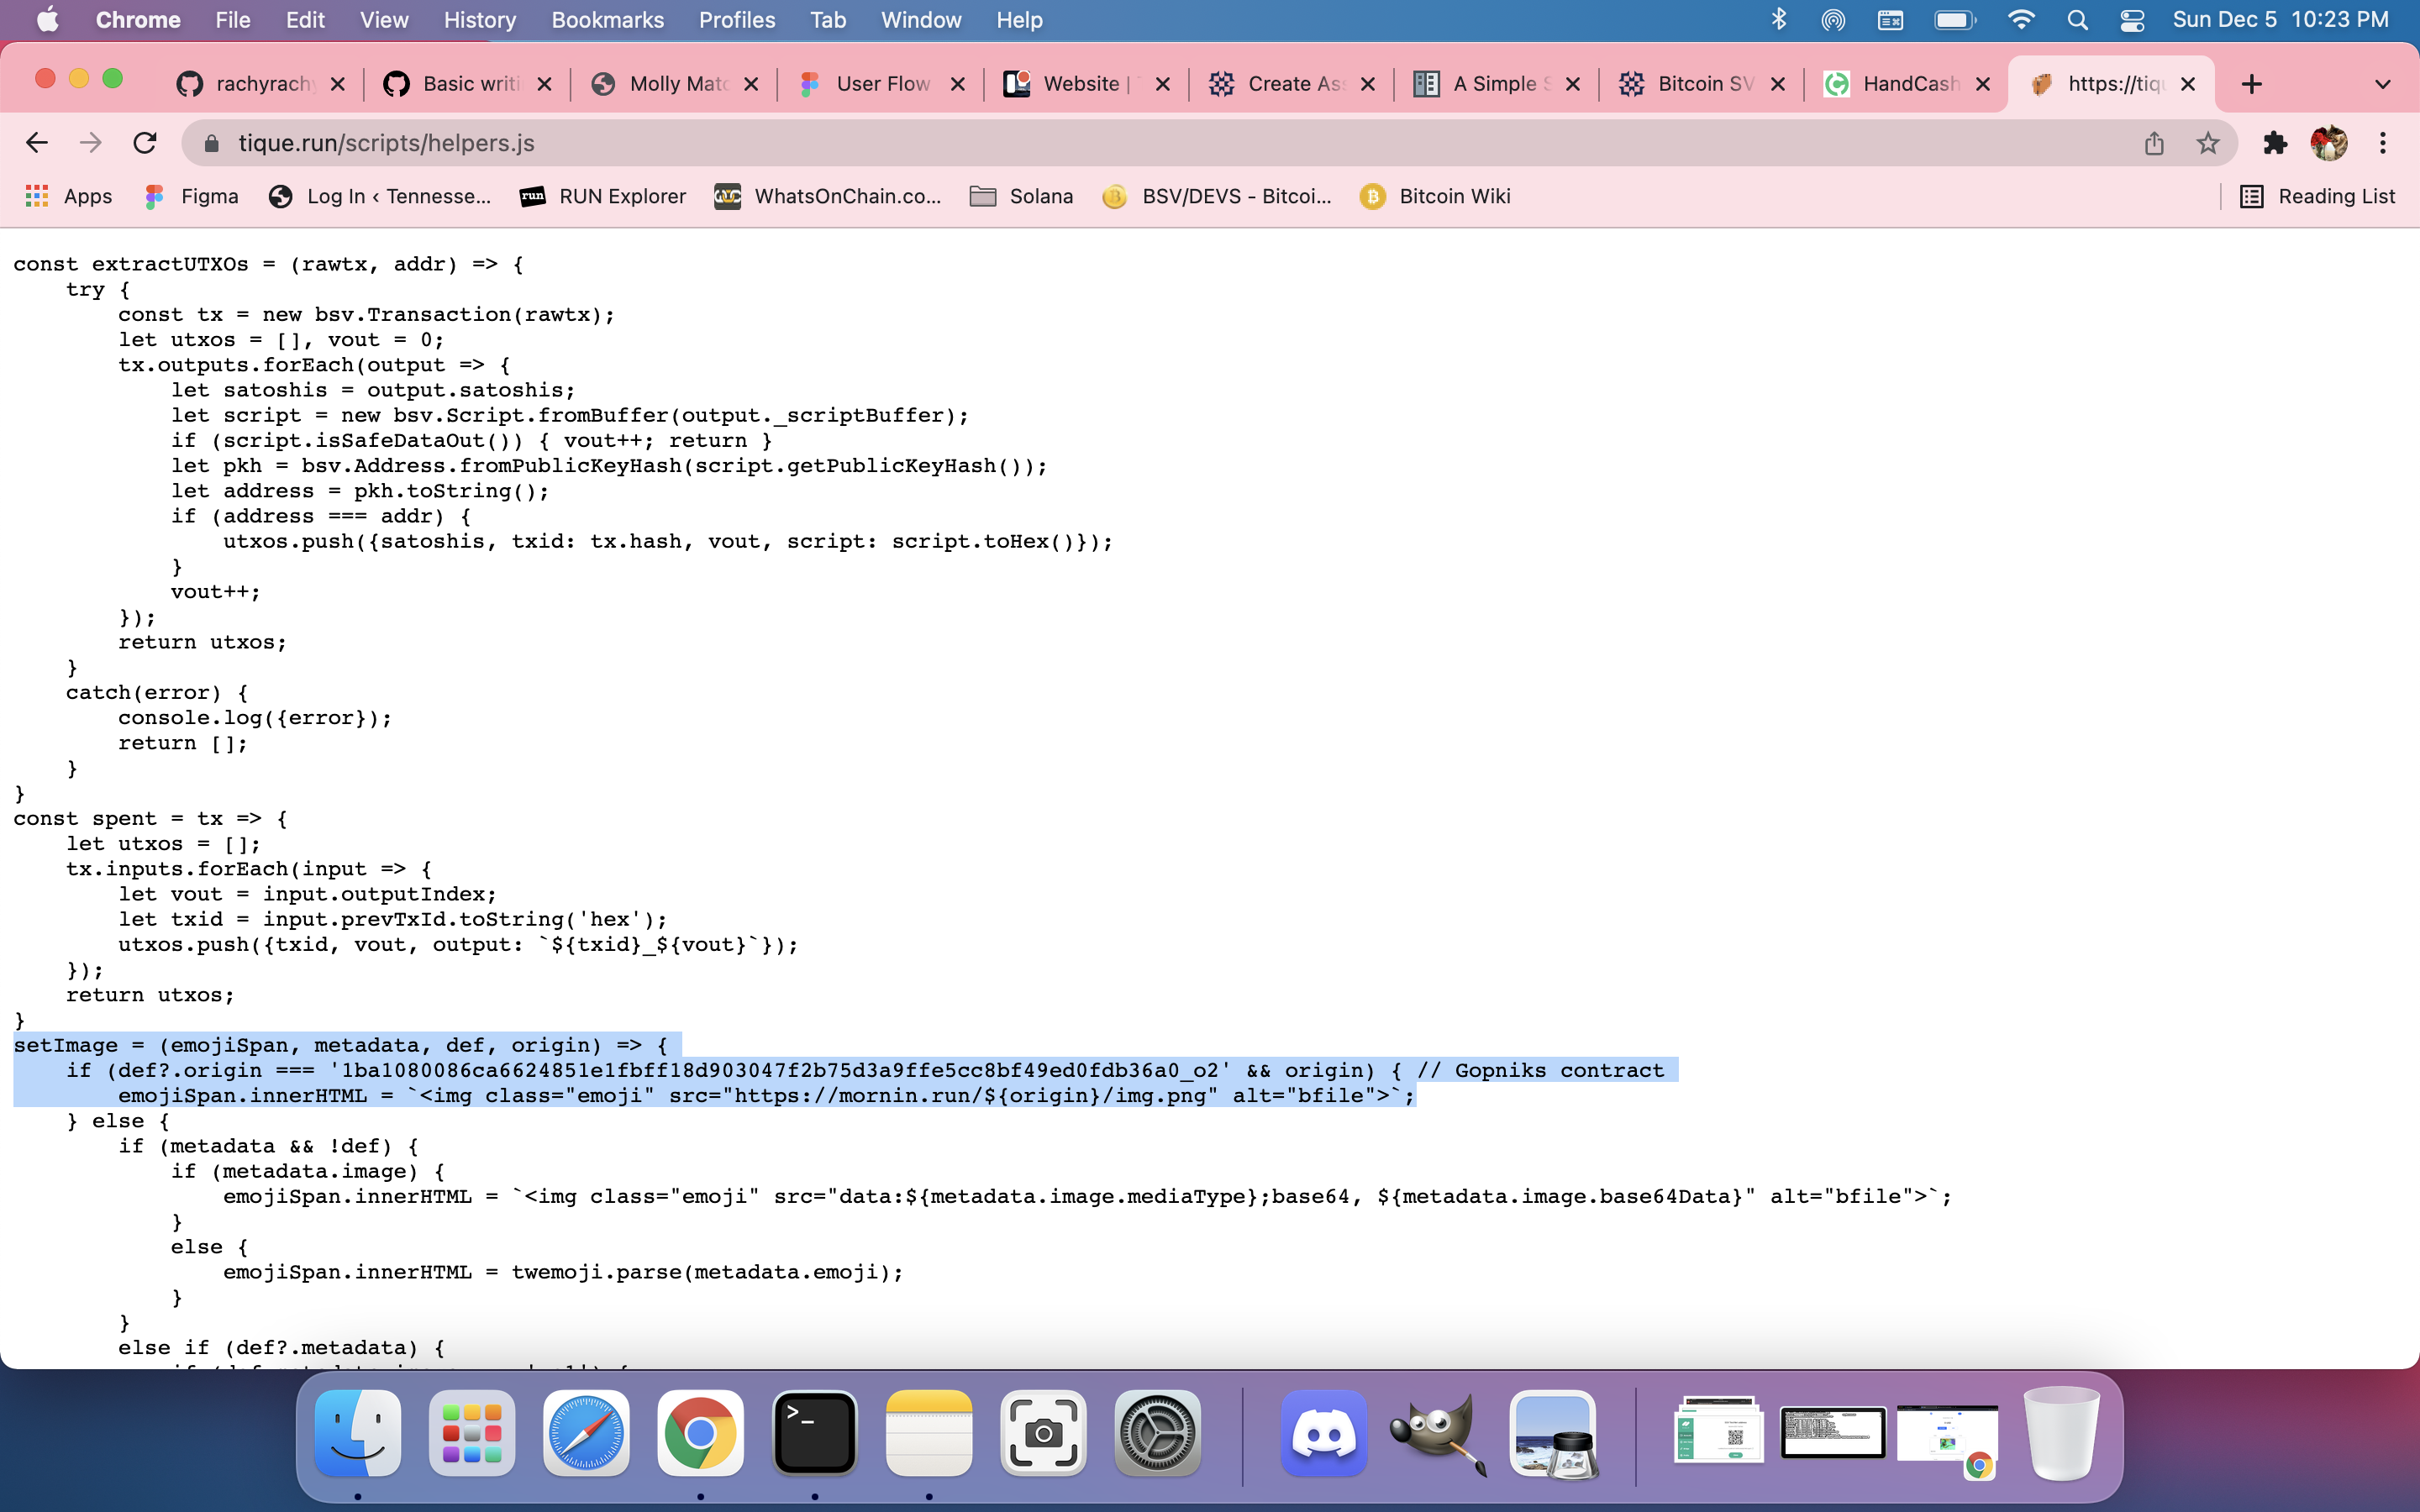 Chrome File Edit View History Bookmarks Profiles Tab Window Help Sun Dec 5 10:23 PM
rachyrach Basic writi Molly Matc User Flow Website | Create Ass A Simple S Bitcoin SV HandCash https://tiqu
tique.run/scripts/helpers.js
Apps Figma Log In ‹ Tennesse... RUN Explorer WhatsOnChain.co... Solana BSV/DEVS - Bitcoi... Bitcoin Wiki Reading List
const extractUTXOs = (rawtx, addr) => {
    try {
        const tx = new bsv.Transaction(rawtx);
        let utxos = [], vout = 0;
        tx.outputs.forEach(output => {
            let satoshis = output.satoshis;
            let script = new bsv.Script.fromBuffer(output._scriptBuffer);
            if (script.isSafeDataOut()) { vout++; return }
            let pkh = bsv.Address.fromPublicKeyHash(script.getPublicKeyHash());
            let address = pkh.toString();
            if (address === addr) {
                utxos.push({satoshis, txid: tx.hash, vout, script: script.toHex()});
            }
            vout++;
        });
        return utxos;
    }
    catch(error) {
        console.log({error});
        return [];
    }
}
const spent = tx => {
    let utxos = [];
    tx.inputs.forEach(input => {
        let vout = input.outputIndex;
        let txid = input.prevTxId.toString('hex');
        utxos.push({txid, vout, output: `${txid}_${vout}`});
    });
    return utxos;
}
setImage = (emojiSpan, metadata, def, origin) => {
    if (def?.origin === '1ba1080086ca6624851e1fbff18d903047f2b75d3a9ffe5cc8bf49ed0fdb36a0_o2' && origin) { // Gopniks contract
        emojiSpan.innerHTML = `<img class="emoji" src="https://mornin.run/${origin}/img.png" alt="bfile">`;
    } else {
        if (metadata && !def) {
            if (metadata.image) {
                emojiSpan.innerHTML = `<img class="emoji" src="data:${metadata.image.mediaType};base64, ${metadata.image.base64Data}" alt="bfile">`;
            }
            else {
                emojiSpan.innerHTML = twemoji.parse(metadata.emoji);
            }
        }
        else if (def?.metadata) {